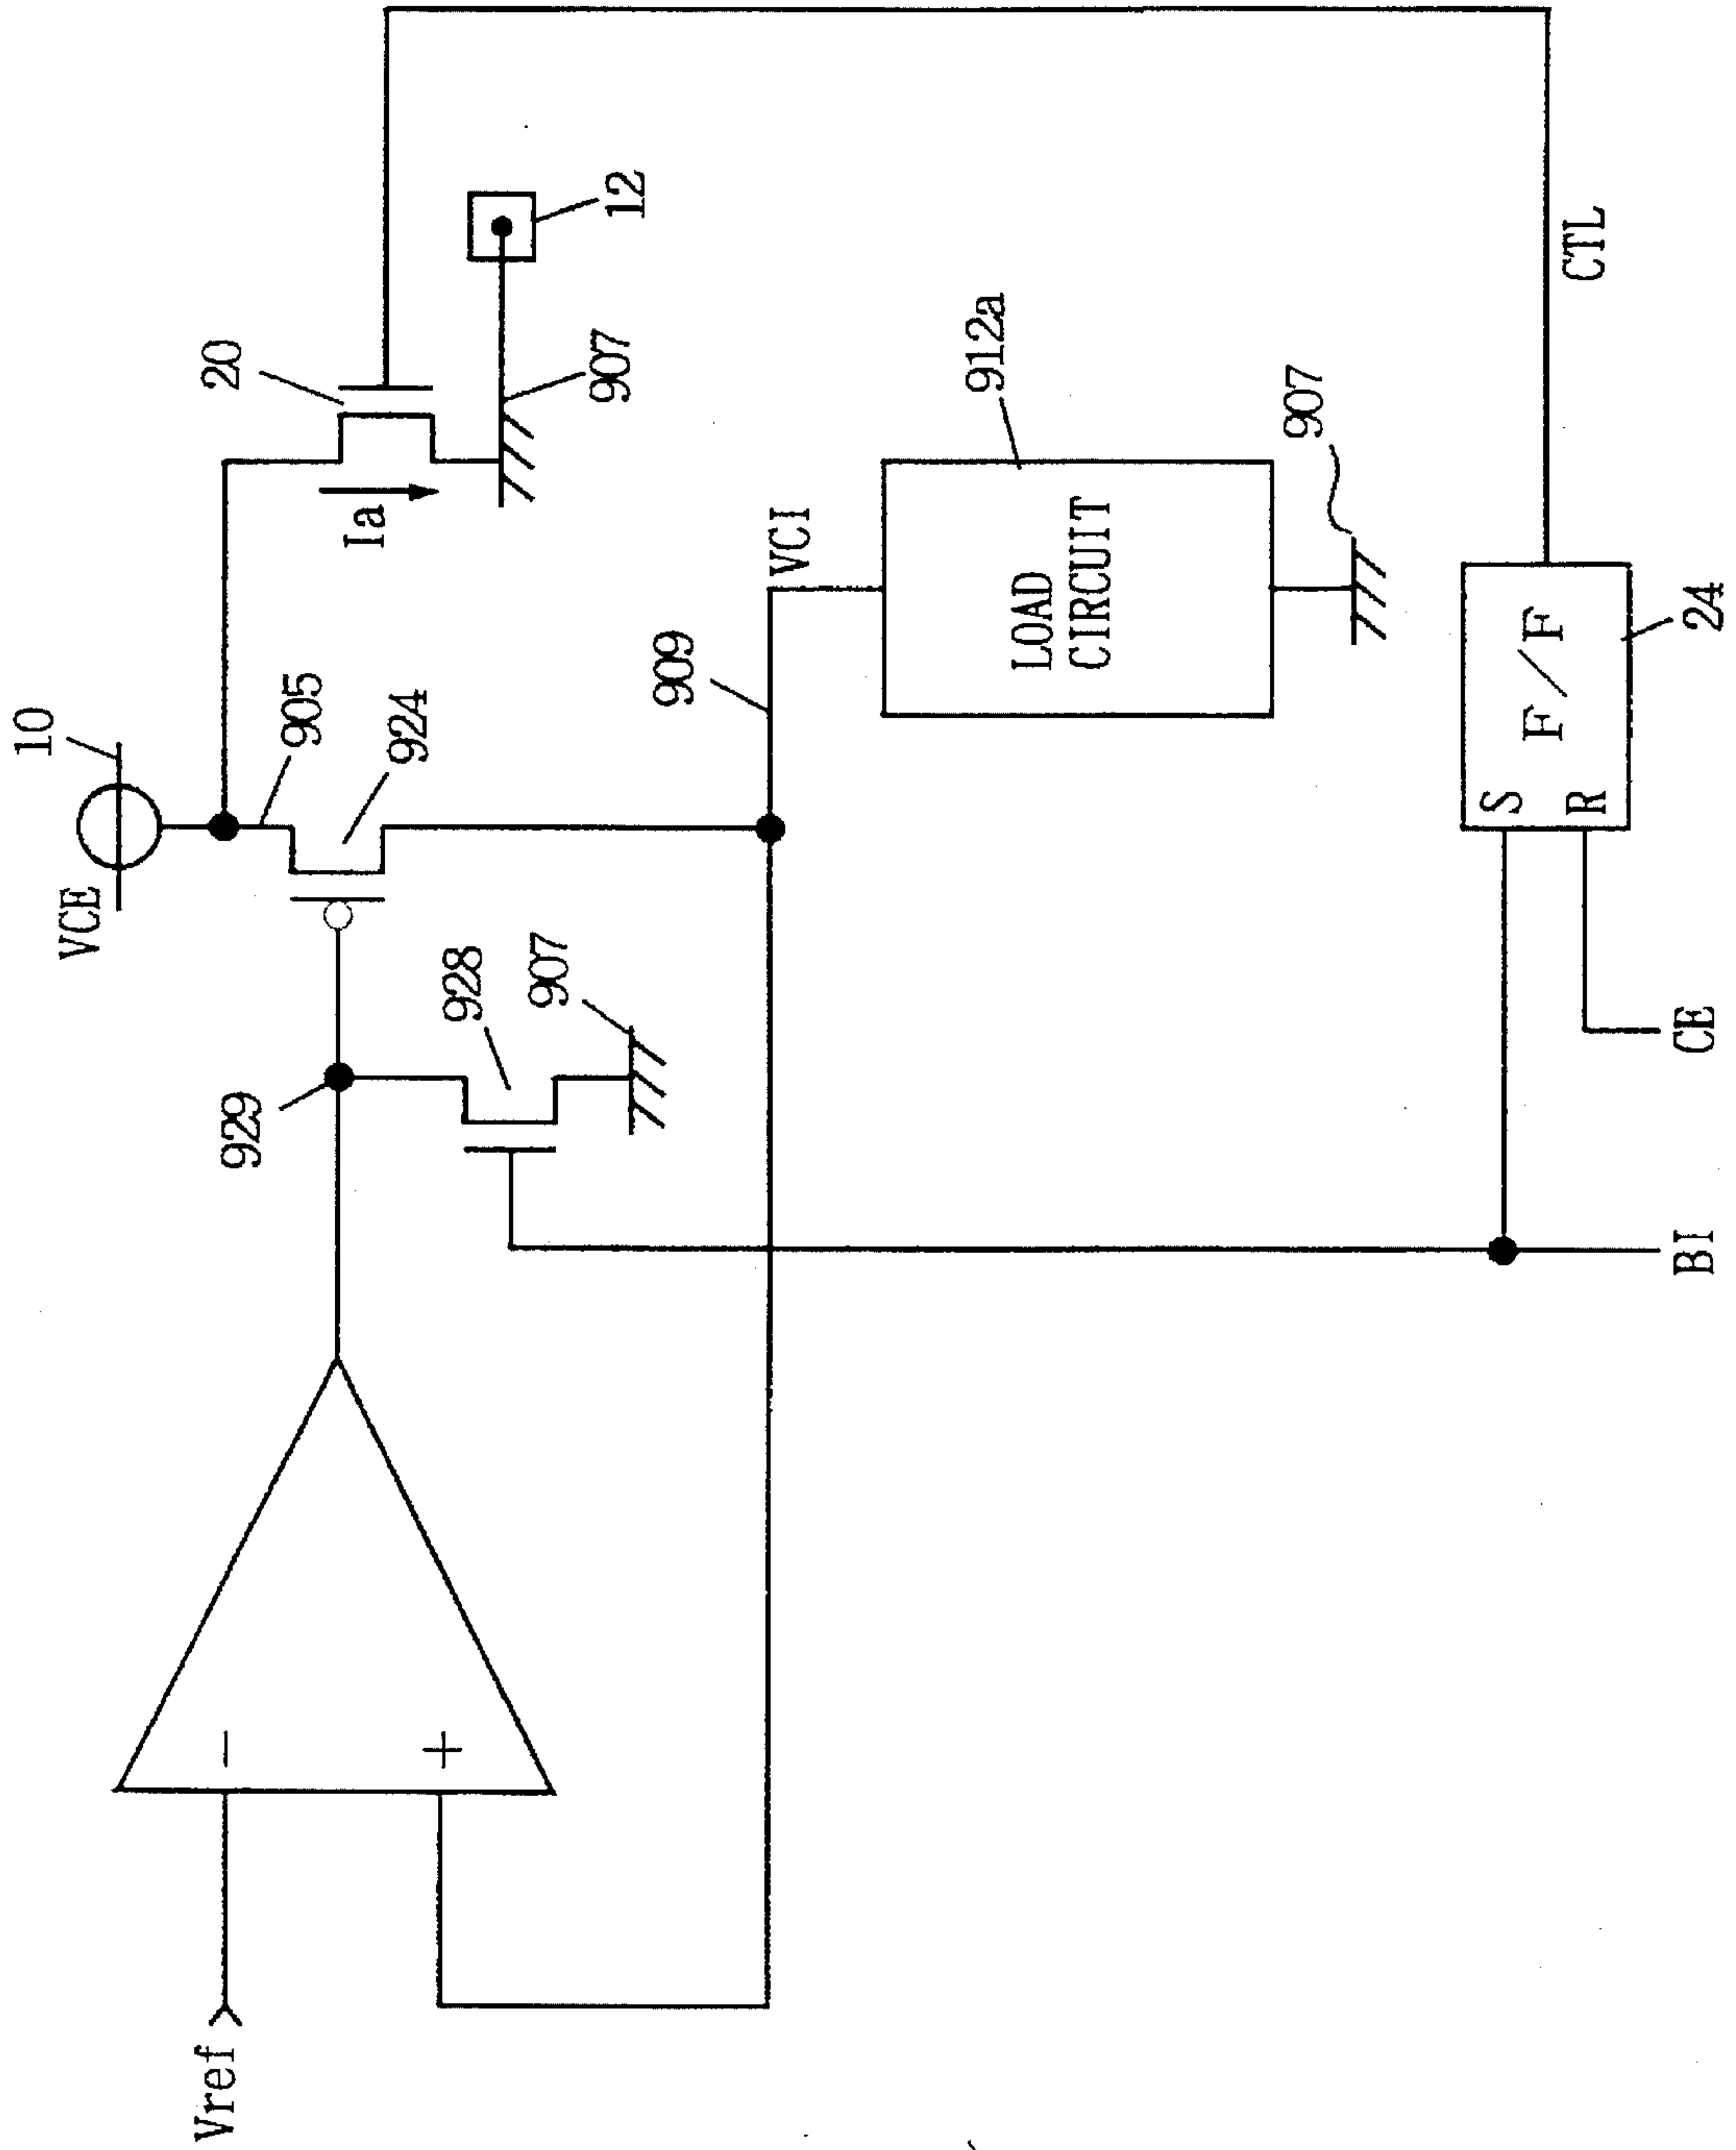 VCE
10
905
924
20
Ia
12
907
929
928
907
Vref
-
+
909
VCI
912a
LOAD
CIRCUIT
907
CTL
S
R
F/F
24
CE
BI